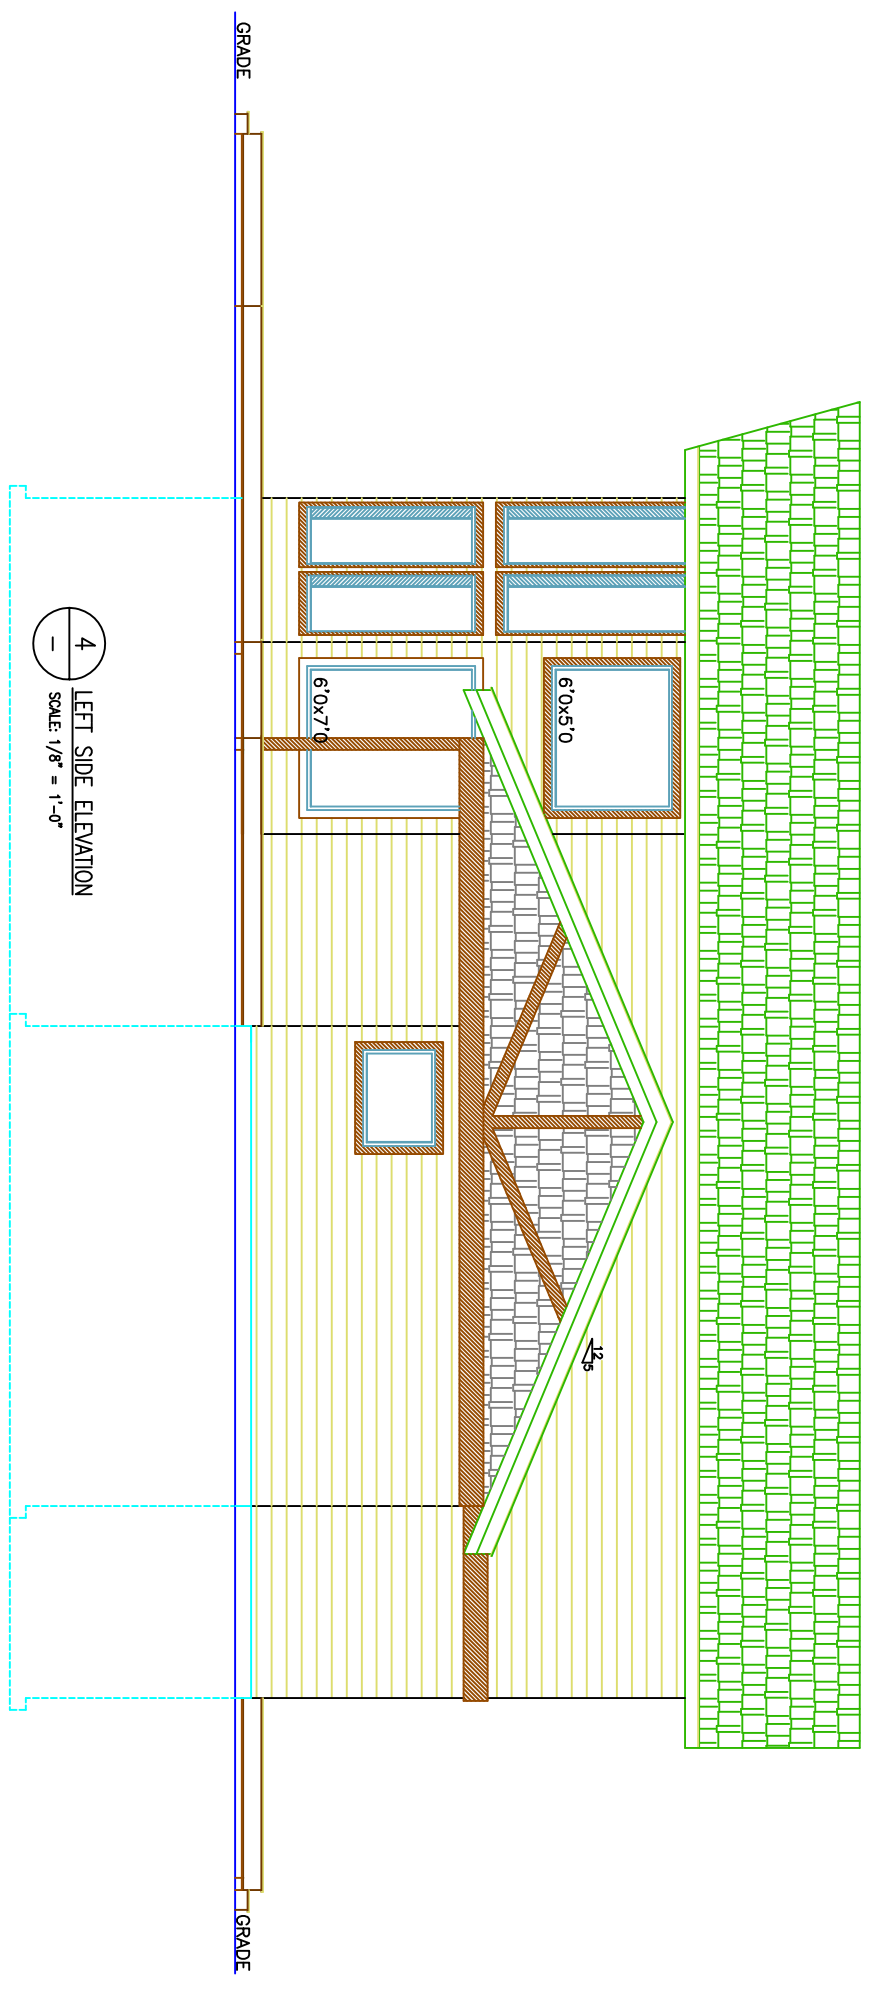 6'0x5'0
12
5
6'0x7'0
GRADE
GRADE
4
–
LEFT SIDE ELEVATION
SCALE: 1/8" = 1'-0"